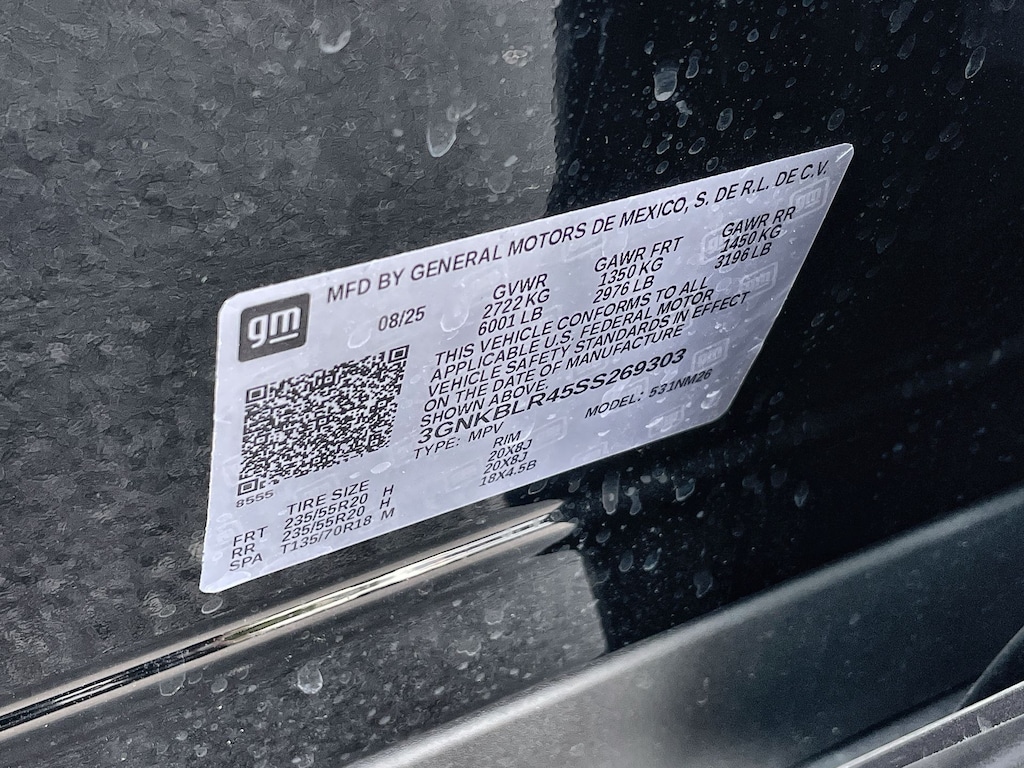 MFD BY GENERAL MOTORS DE MEXICO, S. DE R.L. DE C.V.
gm
08/25
GVWR
2722 KG
6001 LB
GAWR FRT
1350 KG
2976 LB
GAWR RR
1450 KG
3196 LB
THIS VEHICLE CONFORMS TO ALL
APPLICABLE U.S. FEDERAL MOTOR
VEHICLE SAFETY STANDARDS IN EFFECT
ON THE DATE OF MANUFACTURE
SHOWN ABOVE.
3GNKBLR45SS269303
TYPE: MPV
MODEL: 531NM26
8555
TIRE SIZE RIM
FRT 235/55R20 H 20X8J
RR 235/55R20 H 20X8J
SPA T135/70R18 M 18X4.5B